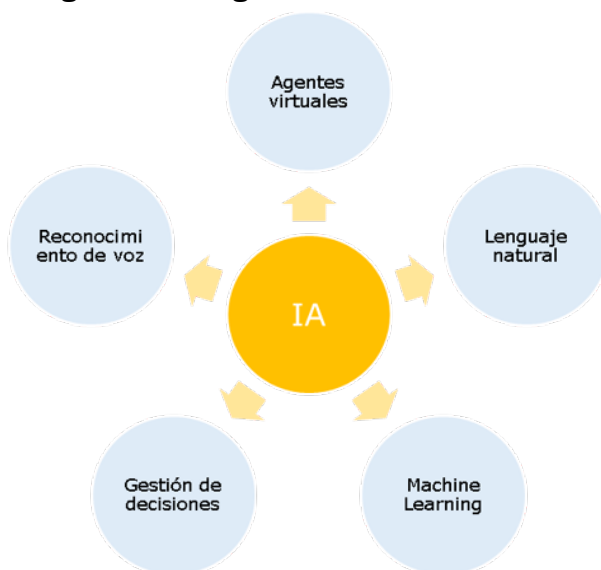 Agentes
virtuales
Reconocimi
ento de voz
Lenguaje
natural
IA
Gestión de
decisiones
Machine
Learning